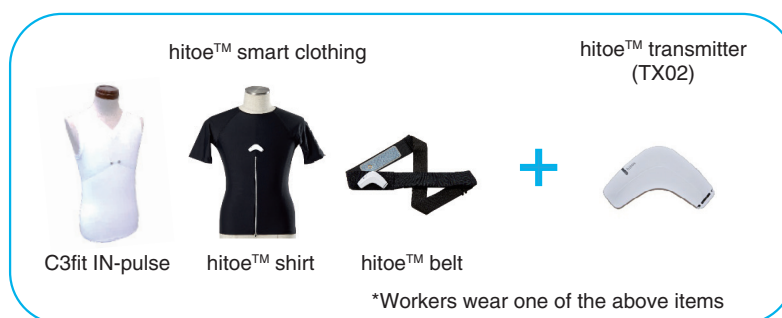 hitoe™ smart clothing
hitoe™ transmitter
(TX02)
C3fit IN-pulse
hitoe™ shirt
hitoe™ belt
*Workers wear one of the above items